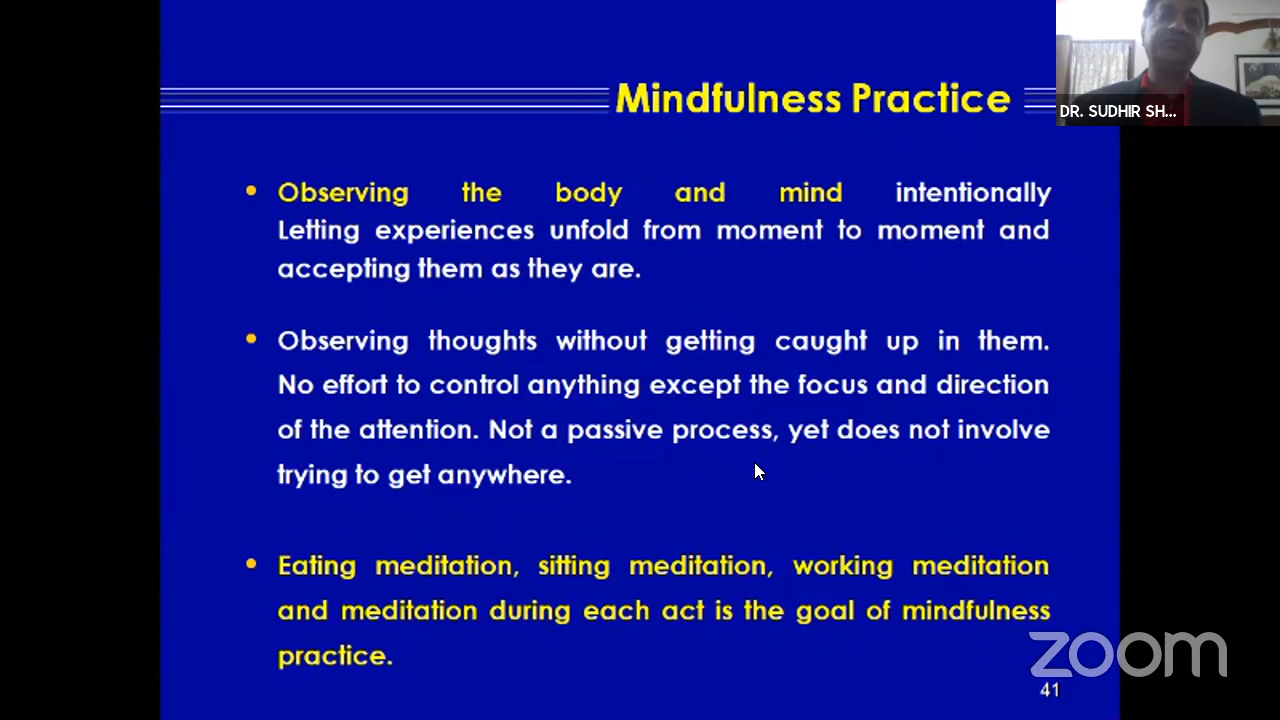 Mindfulness Practice
DR. SUDHIR SH...
• Observing the body and mind intentionally
Letting experiences unfold from moment to moment and
accepting them as they are.
• Observing thoughts without getting caught up in them.
No effort to control anything except the focus and direction
of the attention. Not a passive process, yet does not involve
trying to get anywhere.
• Eating meditation, sitting meditation, working meditation
and meditation during each act is the goal of mindfulness
practice.
zoom
41